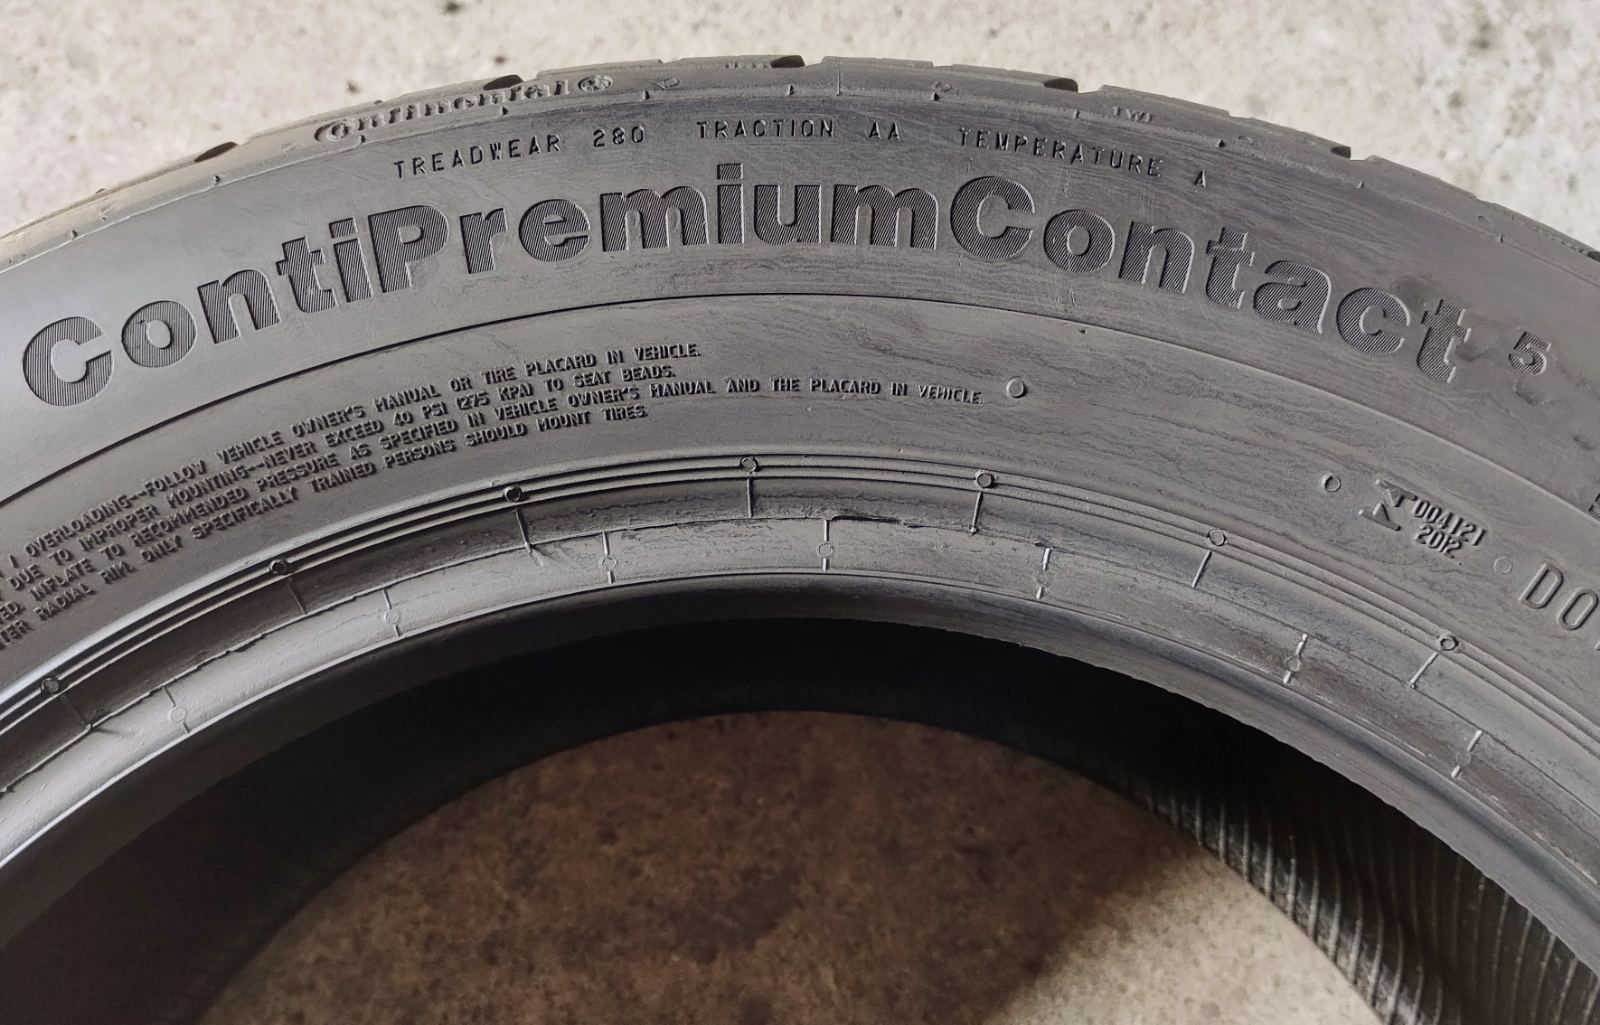 Continental
TWI
TREADWEAR 280 TRACTION AA TEMPERATURE A
ContiPremiumContact 5
/ OVERLOADING--FOLLOW VEHICLE OWNER'S MANUAL OR TIRE PLACARD IN VEHICLE.
DUE TO IMPROPER MOUNTING--NEVER EXCEED 40 PSI (275 KPA) TO SEAT BEADS.
INFLATE TO RECOMMENDED PRESSURE AS SPECIFIED IN VEHICLE OWNER'S MANUAL AND THE PLACARD IN VEHICLE.
RADIAL RIM. ONLY SPECIFICALLY TRAINED PERSONS SHOULD MOUNT TIRES.
004121
2012
DO